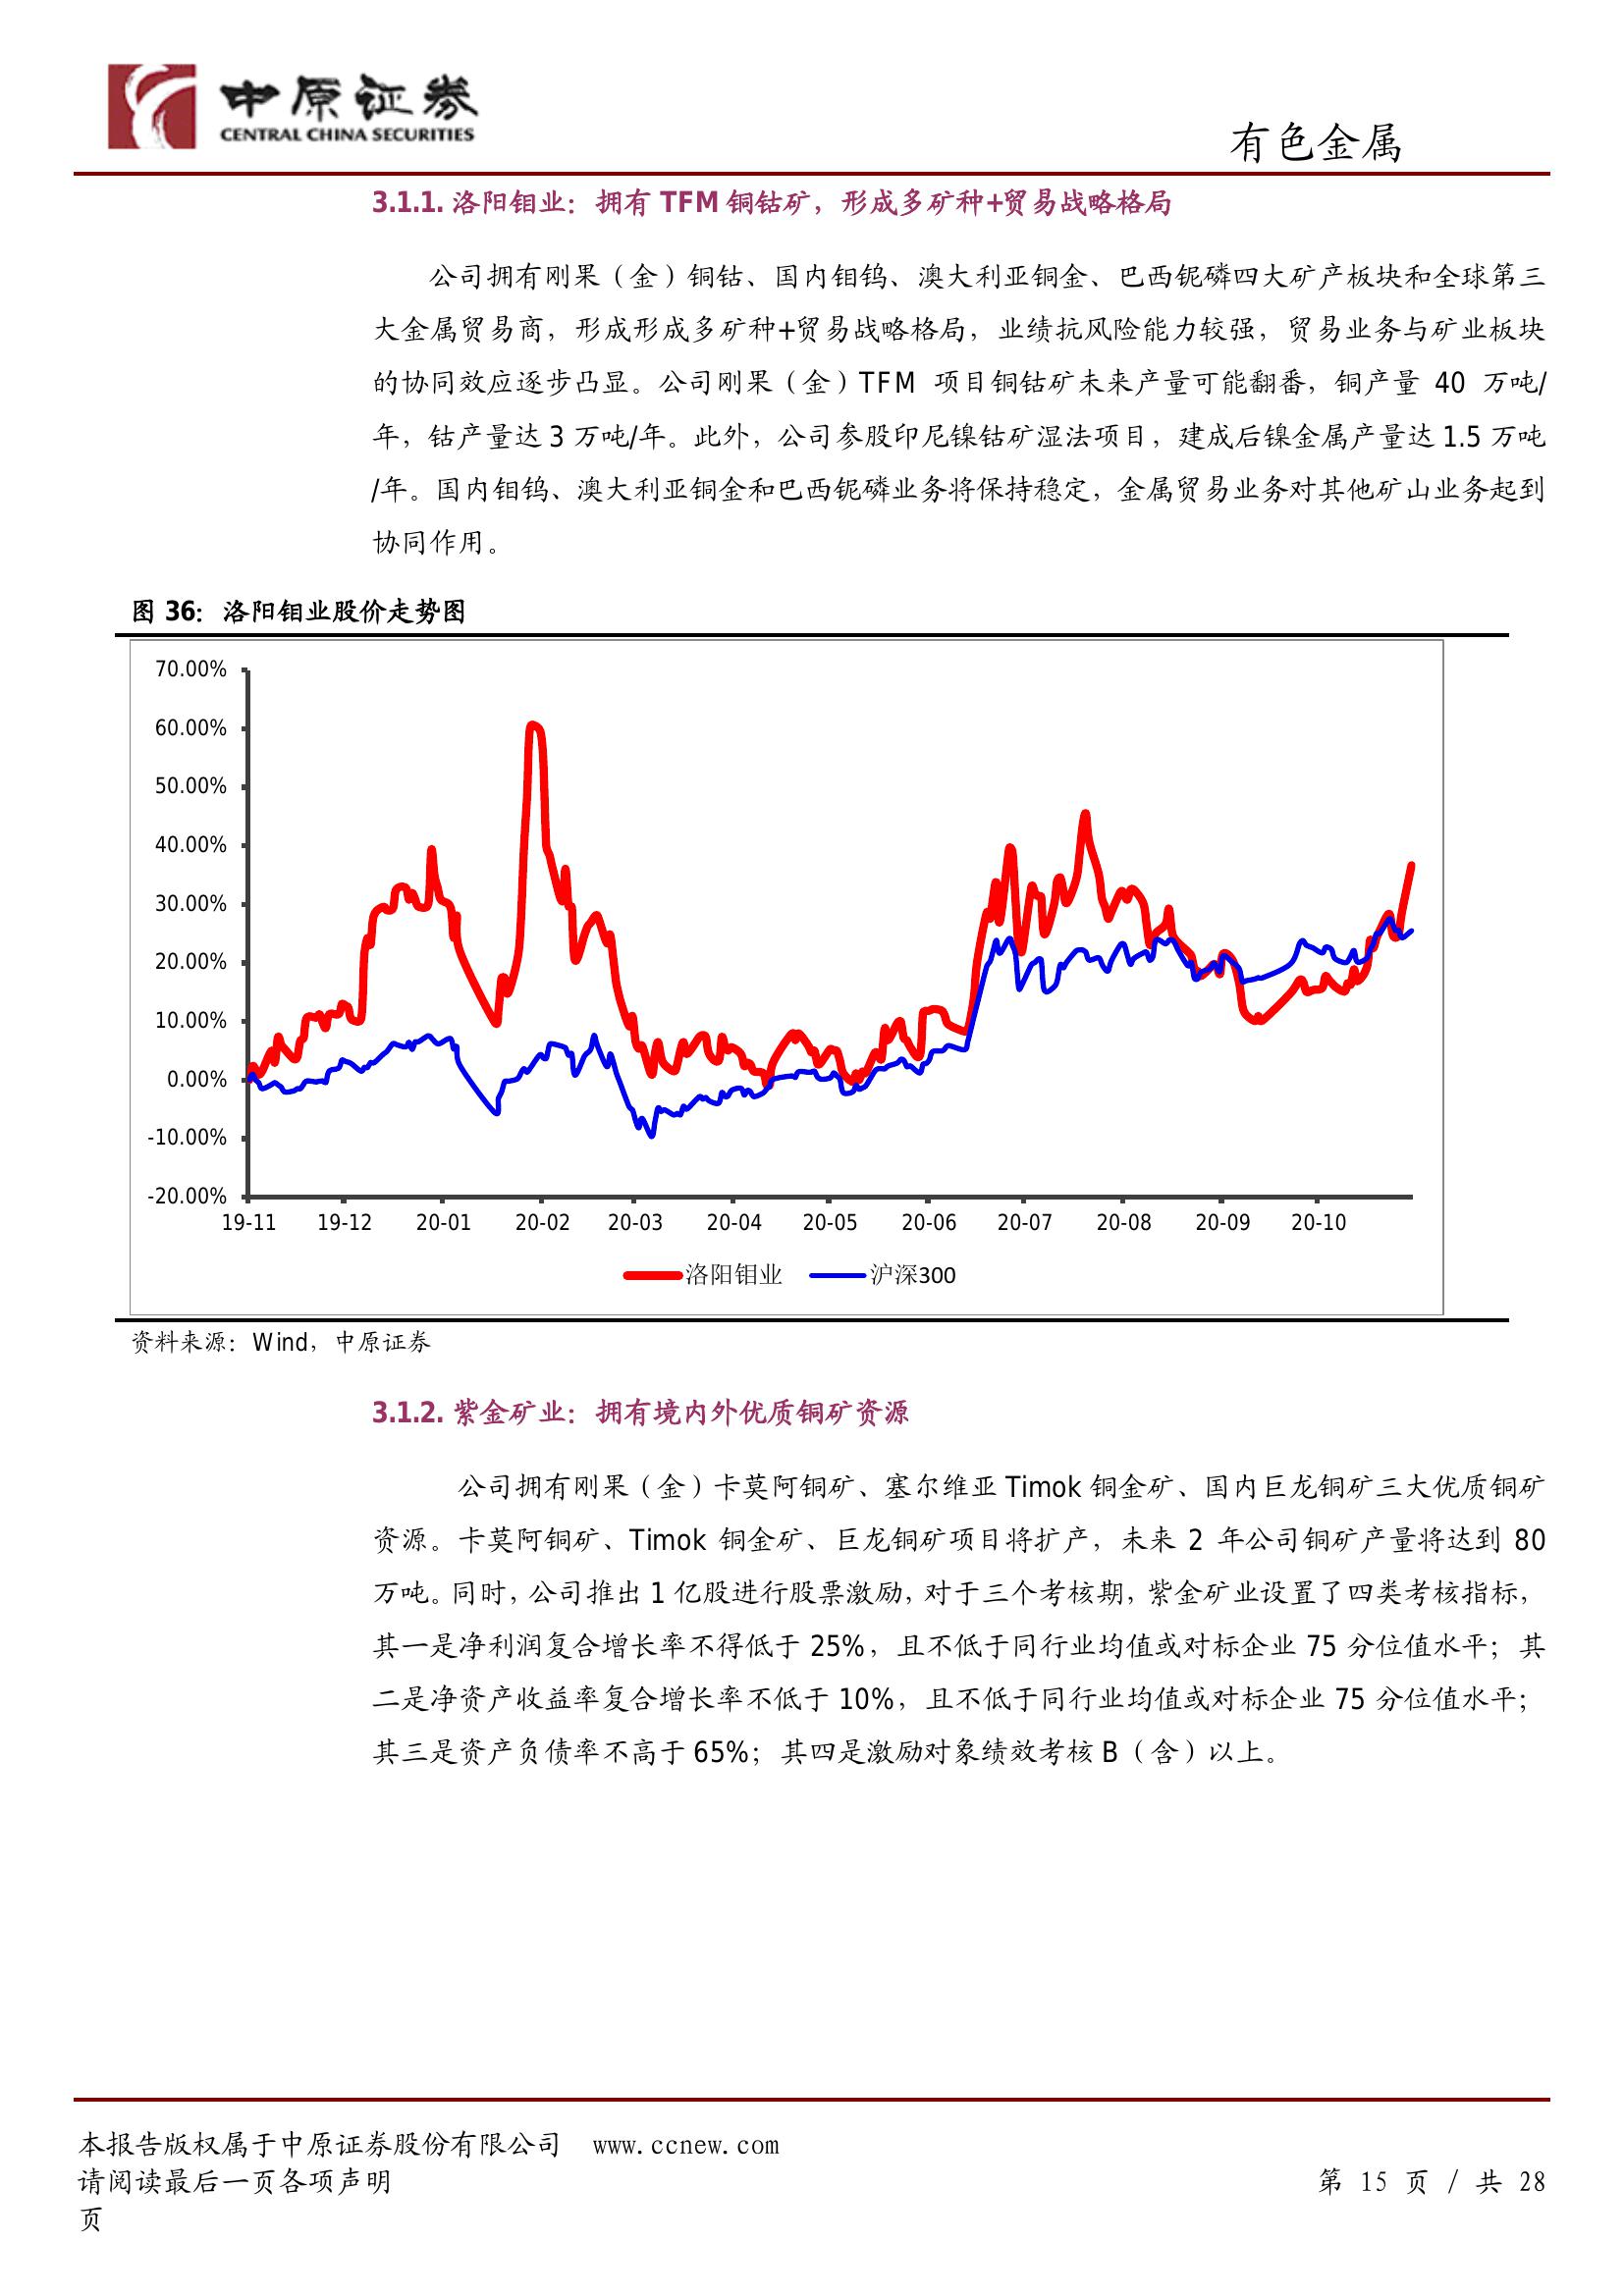 中原证券
CENTRAL CHINA SECURITIES
有色金属
3.1.1. 洛阳钼业：拥有 TFM 铜钴矿，形成多矿种+贸易战略格局
公司拥有刚果（金）铜钴、国内钼钨、澳大利亚铜金、巴西铌磷四大矿产板块和全球第三
大金属贸易商，形成形成多矿种+贸易战略格局，业绩抗风险能力较强，贸易业务与矿业板块
的协同效应逐步凸显。公司刚果（金）TFM 项目铜钴矿未来产量可能翻番，铜产量 40 万吨/
年，钴产量达 3 万吨/年。此外，公司参股印尼镍钴矿湿法项目，建成后镍金属产量达 1.5 万吨
/年。国内钼钨、澳大利亚铜金和巴西铌磷业务将保持稳定，金属贸易业务对其他矿山业务起到
协同作用。
图 36：洛阳钼业股价走势图
70.00%
60.00%
50.00%
40.00%
30.00%
20.00%
10.00%
0.00%
-10.00%
-20.00%
19-11 19-12 20-01 20-02 20-03 20-04 20-05 20-06 20-07 20-08 20-09 20-10
洛阳钼业 沪深300
资料来源：Wind，中原证券
3.1.2. 紫金矿业：拥有境内外优质铜矿资源
公司拥有刚果（金）卡莫阿铜矿、塞尔维亚 Timok 铜金矿、国内巨龙铜矿三大优质铜矿
资源。卡莫阿铜矿、Timok 铜金矿、巨龙铜矿项目将扩产，未来 2 年公司铜矿产量将达到 80
万吨。同时，公司推出 1 亿股进行股票激励，对于三个考核期，紫金矿业设置了四类考核指标，
其一是净利润复合增长率不得低于 25%，且不低于同行业均值或对标企业 75 分位值水平；其
二是净资产收益率复合增长率不低于 10%，且不低于同行业均值或对标企业 75 分位值水平；
其三是资产负债率不高于 65%；其四是激励对象绩效考核 B（含）以上。
本报告版权属于中原证券股份有限公司 www.ccnew.com
请阅读最后一页各项声明 第 15 页 / 共 28
页